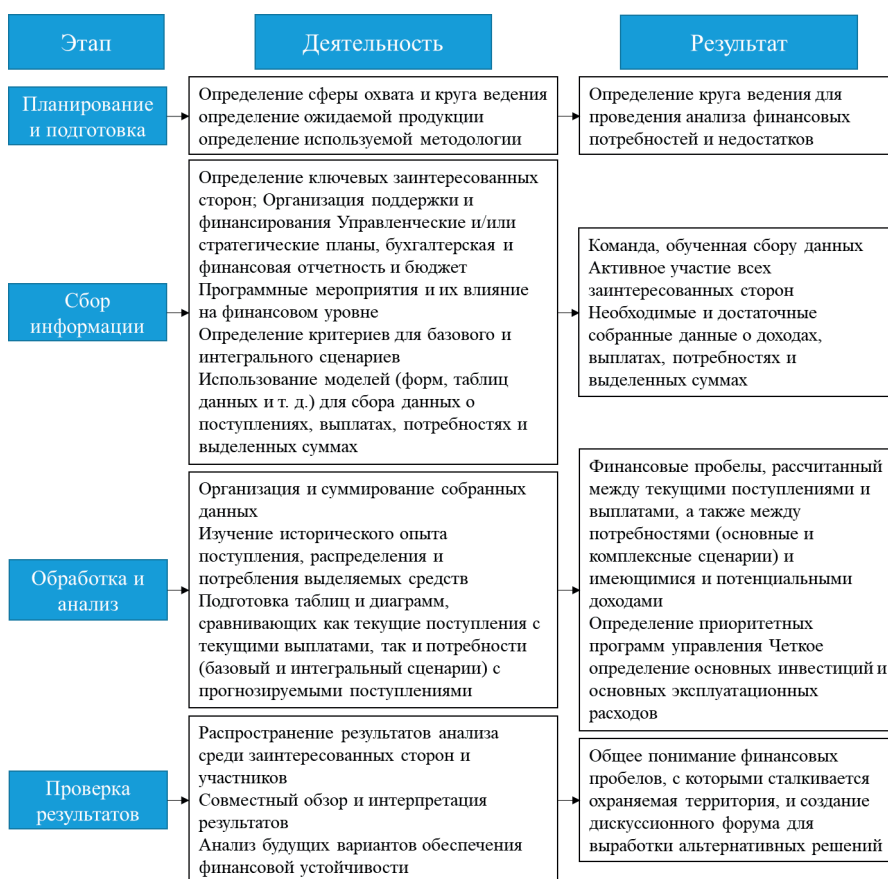 Этап
Деятельность
Результат
Планирование
и подготовка
Определение сферы охвата и круга ведения
определение ожидаемой продукции
определение используемой методологии
Определение круга ведения для
проведения анализа финансовых
потребностей и недостатков
Сбор
информации
Определение ключевых заинтересованных
сторон; Организация поддержки и
финансирования Управленческие и/или
стратегические планы, бухгалтерская и
финансовая отчетность и бюджет
Программные мероприятия и их влияние
на финансовом уровне
Определение критериев для базового и
интегрального сценариев
Использование моделей (форм, таблиц
данных и т. д.) для сбора данных о
поступлениях, выплатах, потребностях и
выделенных суммах
Команда, обученная сбору данных
Активное участие всех
заинтересованных сторон
Необходимые и достаточные
собранные данные о доходах,
выплатах, потребностях и
выделенных суммах
Обработка и
анализ
Организация и суммирование собранных
данных
Изучение исторического опыта
поступления, распределения и
потребления выделяемых средств
Подготовка таблиц и диаграмм,
сравнивающих как текущие поступления с
текущими выплатами, так и потребности
(базовый и интегральный сценарии) с
прогнозируемыми поступлениями
Финансовые пробелы, рассчитанный
между текущими поступлениями и
выплатами, а также между
потребностями (основные и
комплексные сценарии) и
имеющимися и потенциальными
доходами
Определение приоритетных
программ управления Четкое
определение основных инвестиций и
основных эксплуатационных
расходов
Проверка
результатов
Распространение результатов анализа
среди заинтересованных сторон и
участников
Совместный обзор и интерпретация
результатов
Анализ будущих вариантов обеспечения
финансовой устойчивости
Общее понимание финансовых
пробелов, с которыми сталкивается
охраняемая территория, и создание
дискуссионного форума для
выработки альтернативных решений